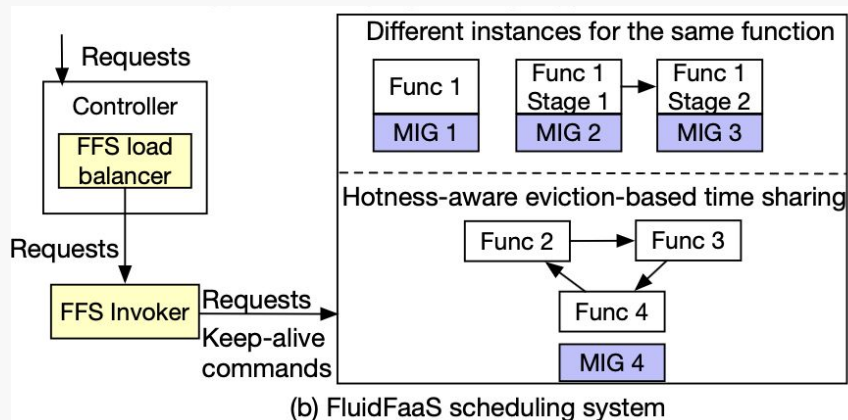 Requests
Controller
FFS load
balancer
Requests
FFS Invoker
Requests
Keep-alive
commands
Different instances for the same function
Func 1
MIG 1
Func 1
Stage 1
MIG 2
Func 1
Stage 2
MIG 3
Hotness-aware eviction-based time sharing
Func 2
Func 3
Func 4
MIG 4
(b) FluidFaaS scheduling system